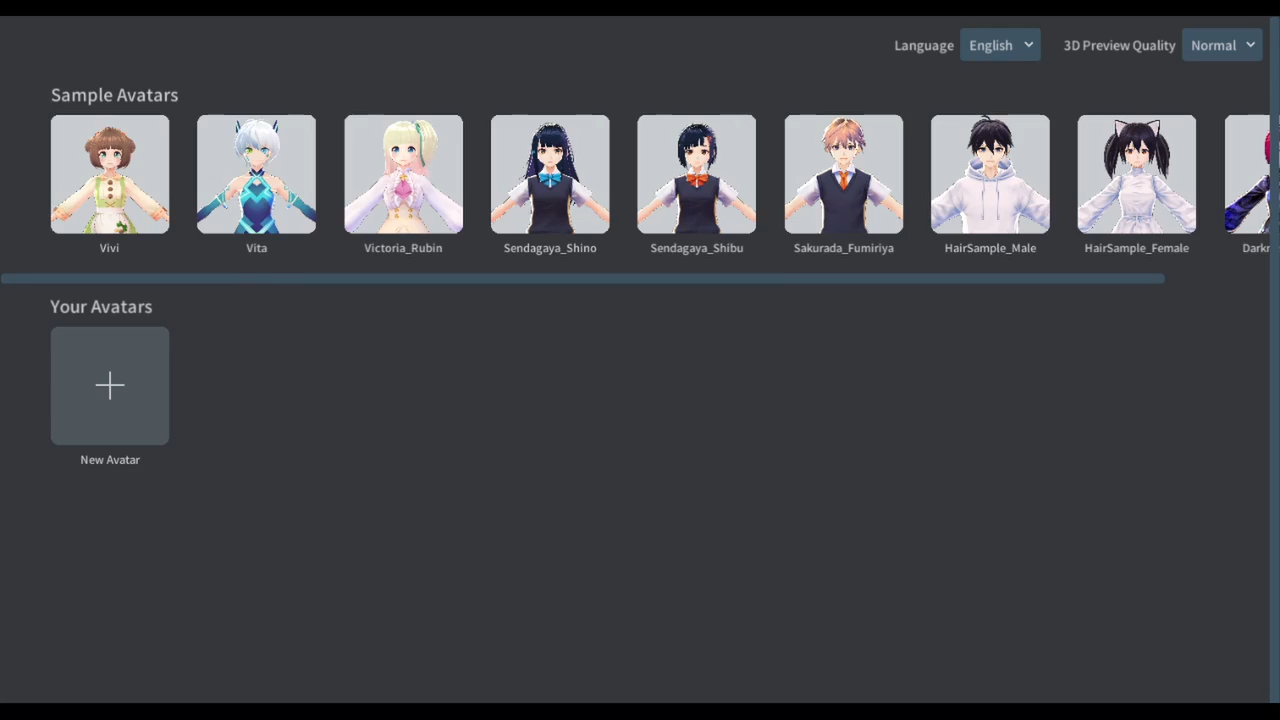 Language English 3D Preview Quality Normal
Sample Avatars
Vivi Vita Victoria_Rubin Sendagaya_Shino Sendagaya_Shibu Sakurada_Fumiriya HairSample_Male HairSample_Female
Your Avatars
New Avatar